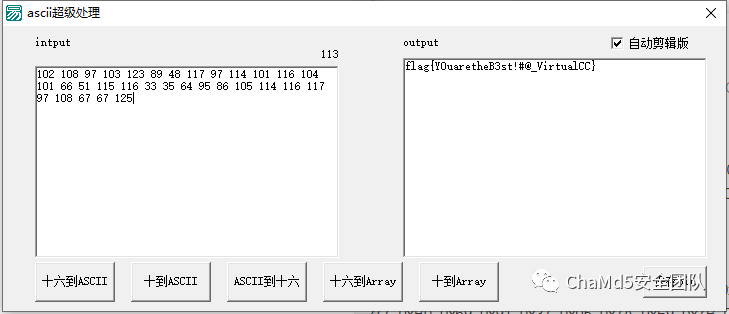 ascii超级处理
intput
113
output
自动剪辑版
102 108 97 103 123 89 48 117 97 114 101 116 104
101 66 51 115 116 33 35 64 95 86 105 114 116 117
97 108 67 67 125
flag{Y0uaretheB3st!#@_VirtualCC}
十六到ASCII
十到ASCII
ASCII到十六
十六到Array
十到Array
ChaMd5安全团队